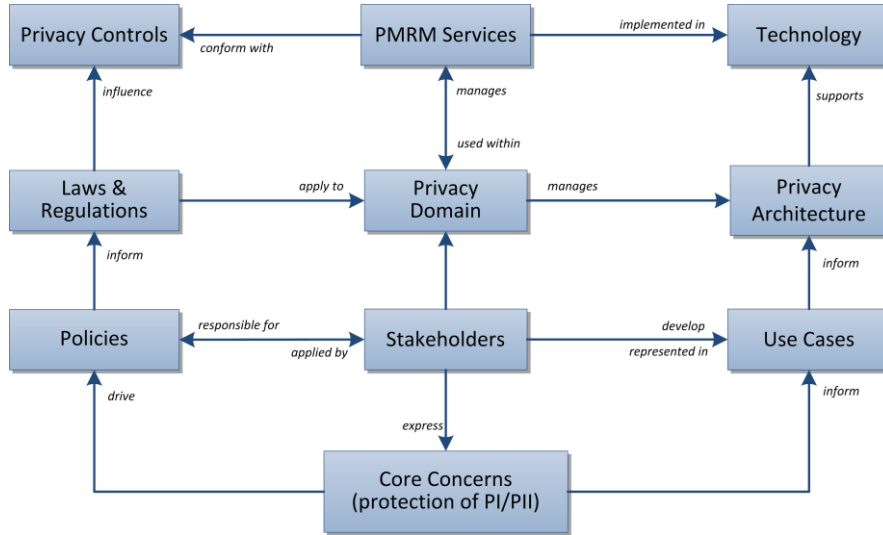 Privacy Controls
conform with
PMRM Services
implemented in
Technology
influence
manages
supports
used within
Laws &
Regulations
apply to
Privacy
Domain
manages
Privacy
Architecture
inform
inform
Policies
responsible for
applied by
Stakeholders
develop
represented in
Use Cases
drive
express
inform
Core Concerns
(protection of PI/PII)